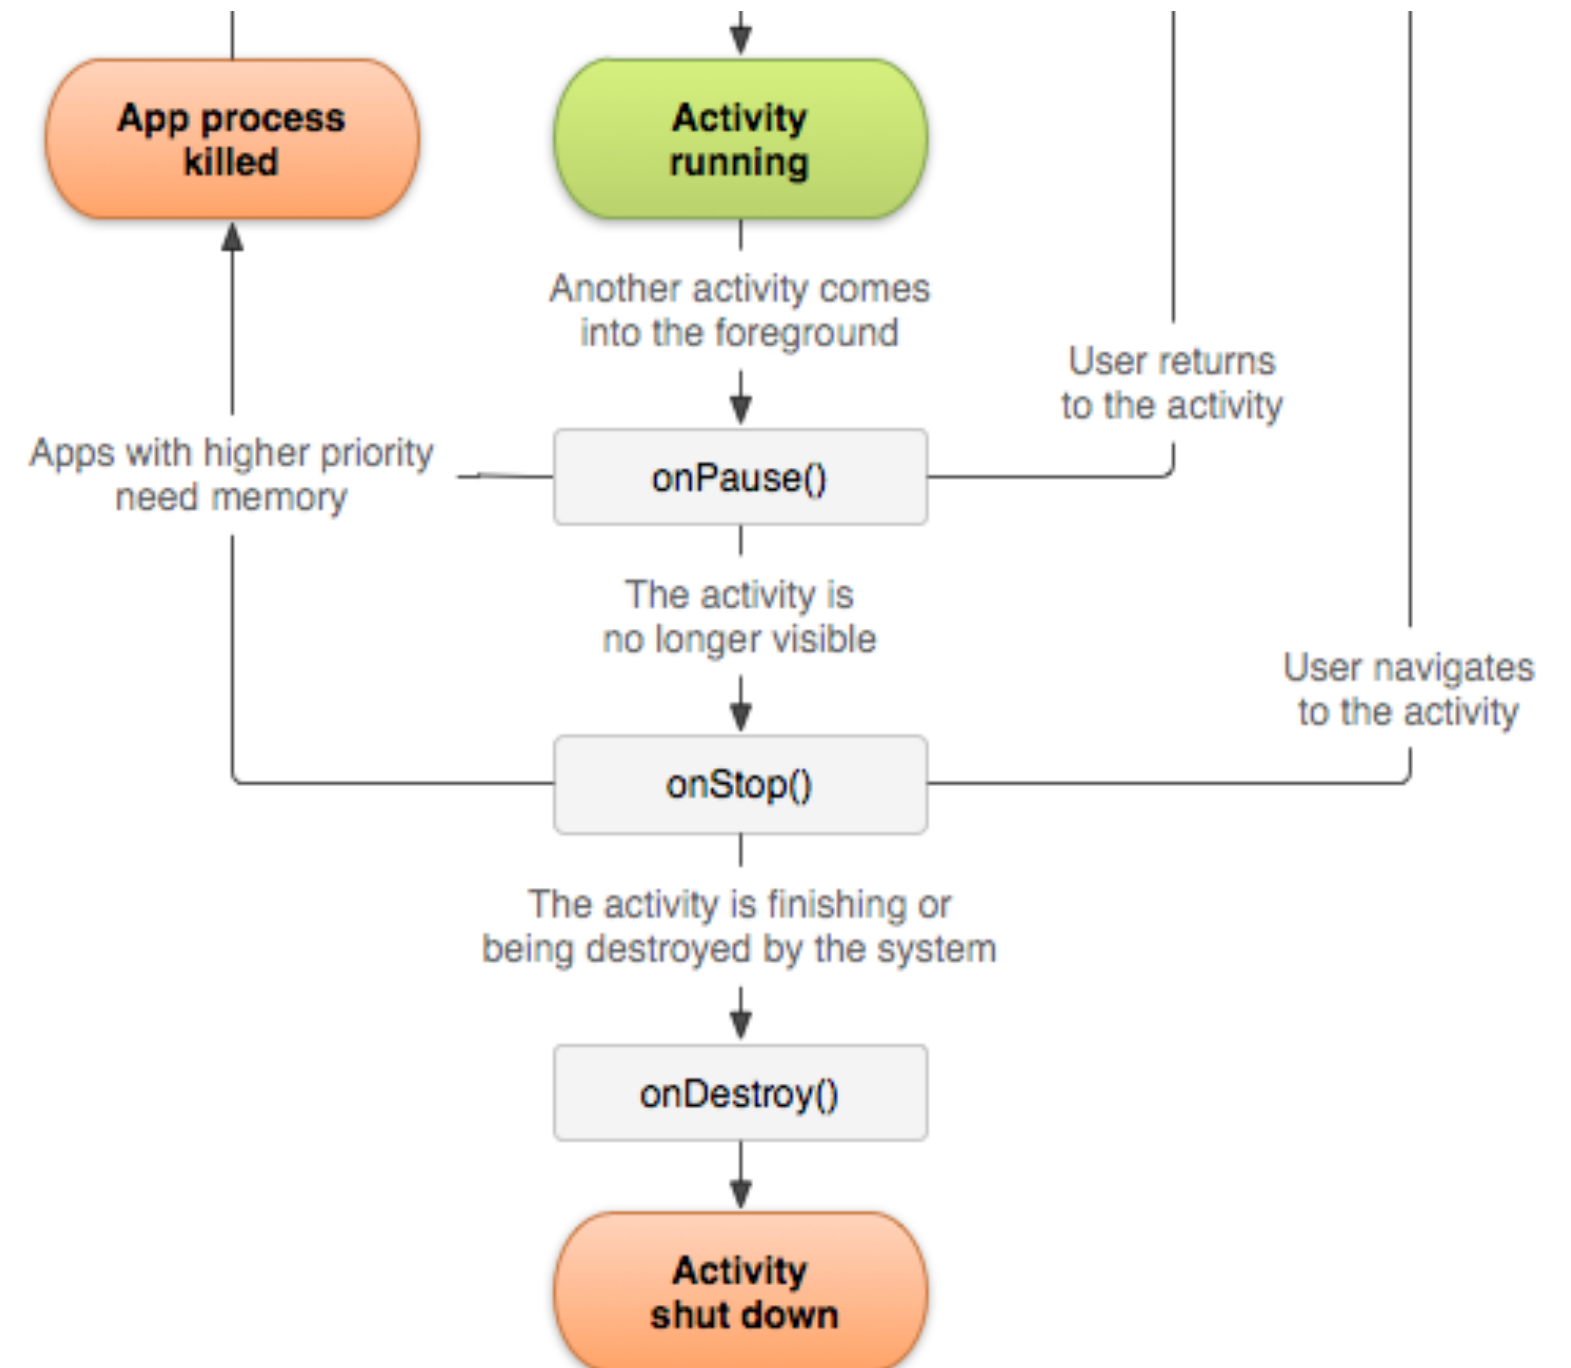 App process
killed
Activity
running
Another activity comes
into the foreground
User returns
to the activity
Apps with higher priority
need memory
onPause()
The activity is
no longer visible
User navigates
to the activity
onStop()
The activity is finishing or
being destroyed by the system
onDestroy()
Activity
shut down